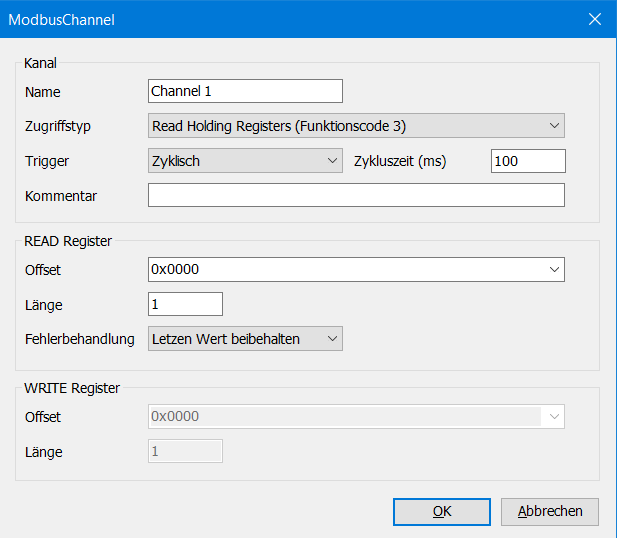 ModbusChannel
Kanal
Name Channel 1
Zugriffstyp Read Holding Registers (Funktionscode 3)
Trigger Zyklisch Zykluszeit (ms) 100
Kommentar
READ Register
Offset 0x0000
Länge 1
Fehlerbehandlung Letzen Wert beibehalten
WRITE Register
Offset 0x0000
Länge 1
OK Abbrechen